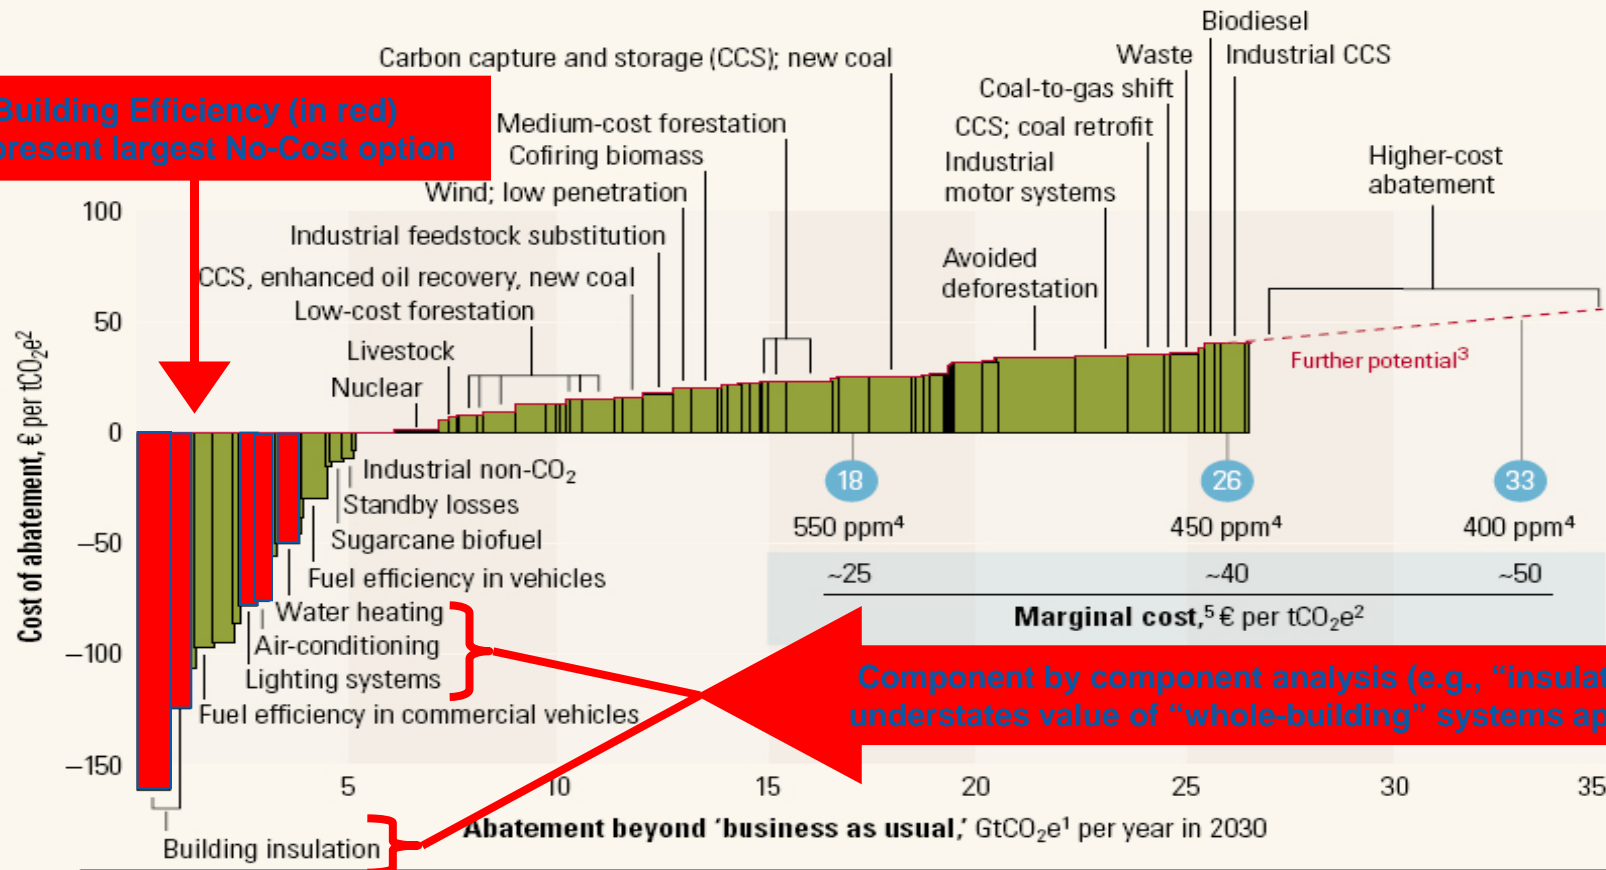 Biodiesel
Carbon capture and storage (CCS); new coal
Waste
Industrial CCS
Building Efficiency (in red)
present largest No-Cost option
Coal-to-gas shift
Medium-cost forestation
CCS; coal retrofit
Cofiring biomass
Industrial
motor systems
Higher-cost
abatement
Wind; low penetration
Industrial feedstock substitution
Avoided
deforestation
CCS, enhanced oil recovery, new coal
Low-cost forestation
Livestock
Nuclear
Further potential³
Cost of abatement, € per tCO₂e²
100
50
0
–50
–100
–150
Industrial non-CO₂
Standby losses
Sugarcane biofuel
Fuel efficiency in vehicles
Water heating
Air-conditioning
Lighting systems
Fuel efficiency in commercial vehicles
Building insulation
18
26
33
550 ppm⁴
450 ppm⁴
400 ppm⁴
~25
~40
~50
Marginal cost,⁵ € per tCO₂e²
Component by component analysis (e.g., “insulat
understates value of “whole-building” systems ap
5
10
15
20
25
30
35
Abatement beyond ‘business as usual,’ GtCO₂e¹ per year in 2030